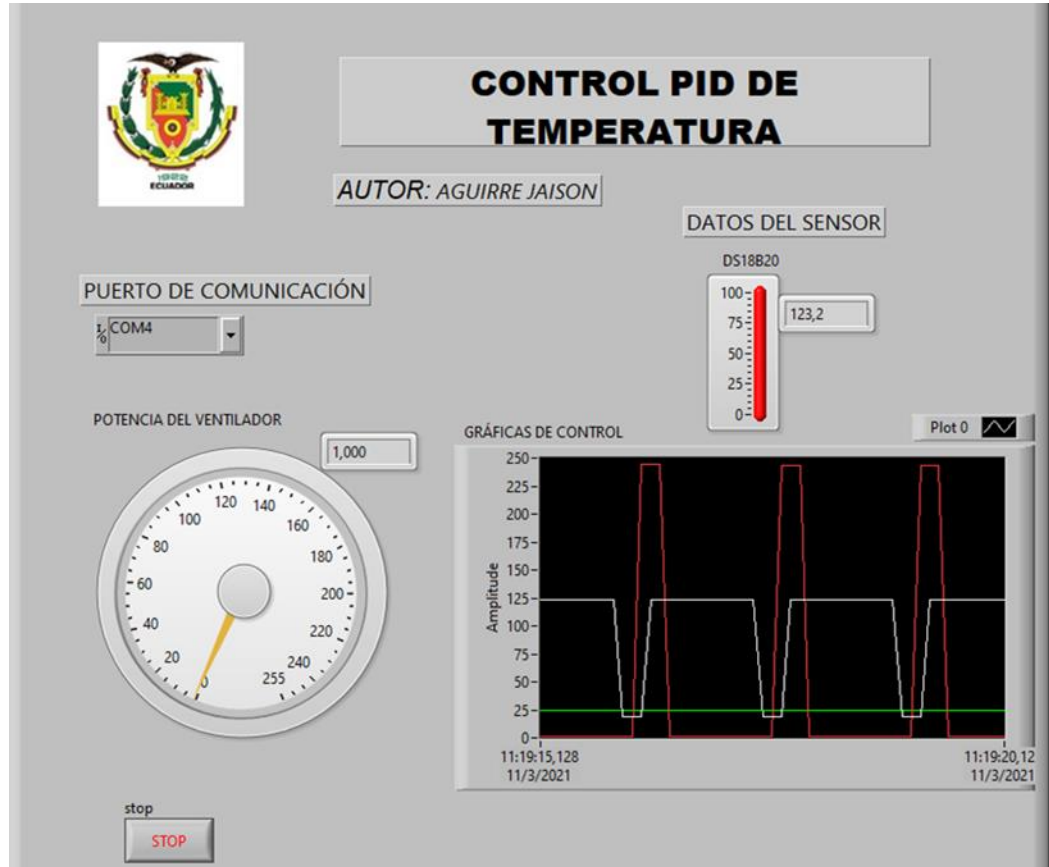 CONTROL PID DE
TEMPERATURA
1922
ECUADOR
AUTOR: AGUIRRE JAISON
DATOS DEL SENSOR
DS18B20
PUERTO DE COMUNICACIÓN
COM4
100
75
50
25
0
123,2
POTENCIA DEL VENTILADOR
1,000
0
20
40
60
80
100
120
140
160
180
200
220
240
255
GRÁFICAS DE CONTROL
Plot 0
Amplitude
250
225
200
175
150
125
100
75
50
25
0
11:19:15,128
11/3/2021
11:19:20,12
11/3/2021
stop
STOP